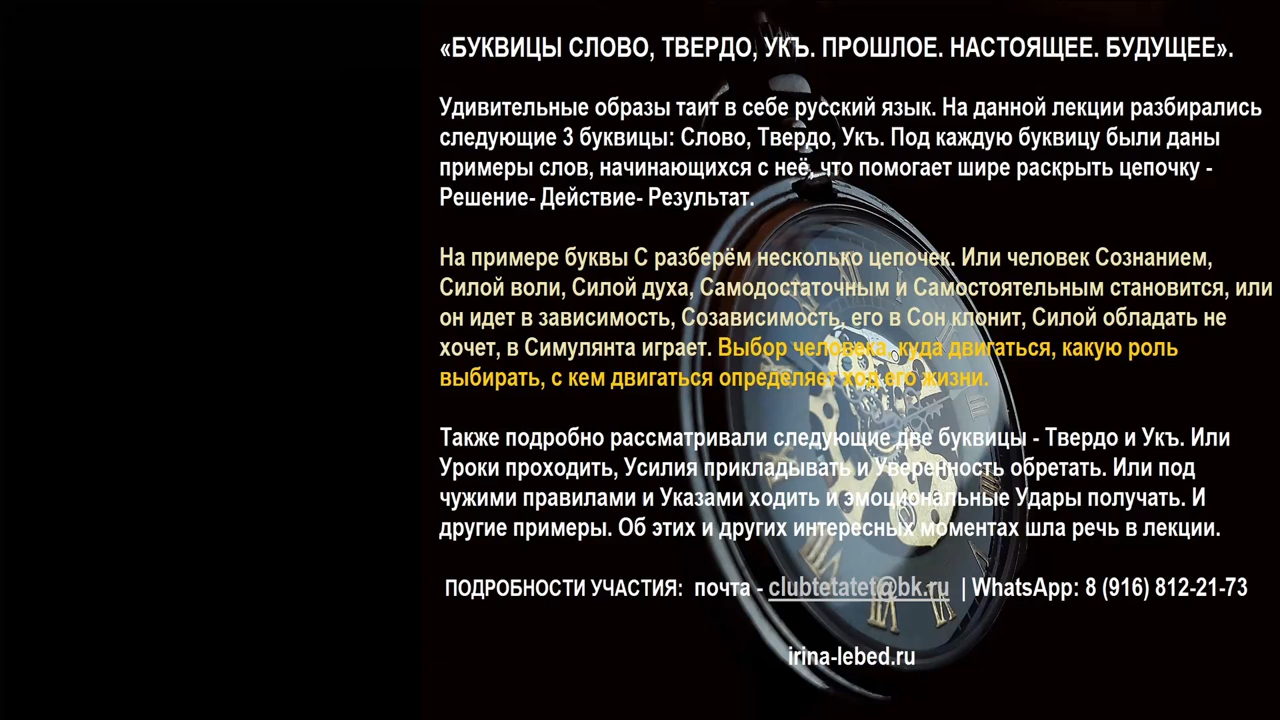 «БУКВИЦЫ СЛОВО, ТВЕРДО, УКЪ. ПРОШЛОЕ. НАСТОЯЩЕЕ. БУДУЩЕЕ».
Удивительные образы таит в себе русский язык. На данной лекции разбирались
следующие 3 буквицы: Слово, Твердо, Укъ. Под каждую буквицу были даны
примеры слов, начинающихся с неё, что помогает шире раскрыть цепочку -
Решение- Действие- Результат.
На примере буквы С разберём несколько цепочек. Или человек Сознанием,
Силой воли, Силой духа, Самодостаточным и Самостоятельным становится, или
он идет в зависимость, Созависимость, его в Сон клонит, Силой обладать не
хочет, в Симулянта играет. Выбор человека, куда двигаться, какую роль
выбирать, с кем двигаться определяет ход его жизни.
Также подробно рассматривали следующие две буквицы - Твердо и Укъ. Или
Уроки проходить, Усилия прикладывать и Уверенность обретать. Или под
чужими правилами и Указами ходить и эмоциональные Удары получать. И
другие примеры. Об этих и других интересных моментах шла речь в лекции.
ПОДРОБНОСТИ УЧАСТИЯ: почта - clubtetatet@bk.ru | WhatsApp: 8 (916) 812-21-73
irina-lebed.ru